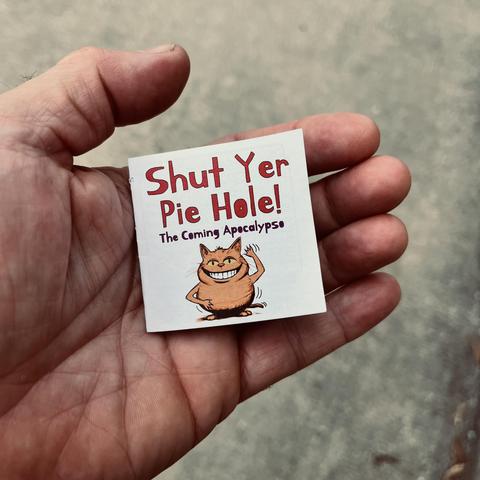 Shut Yer
Pie Hole!
The Coming Apocalypso